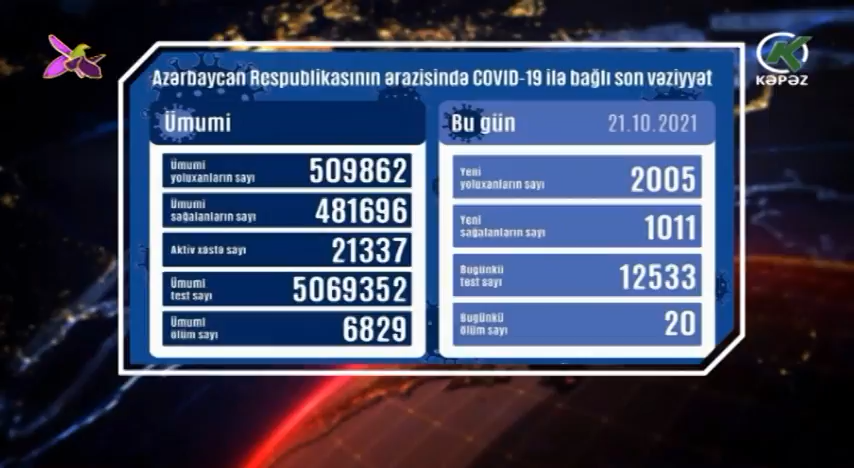 KƏPƏZ
Azərbaycan Respublikasının ərazisində COVID-19 ilə bağlı son vəziyyət
Ümumi
Ümumi
yoluxanların sayı
509862
Ümumi
sağalanların sayı
481696
Aktiv xəstə sayı
21337
Ümumi
test sayı
5069352
Ümumi
ölüm sayı
6829
Bu gün
21.10.2021
Yeni
yoluxanların sayı
2005
Yeni
sağalanların sayı
1011
Bugünkü
test sayı
12533
Bugünkü
ölüm sayı
20